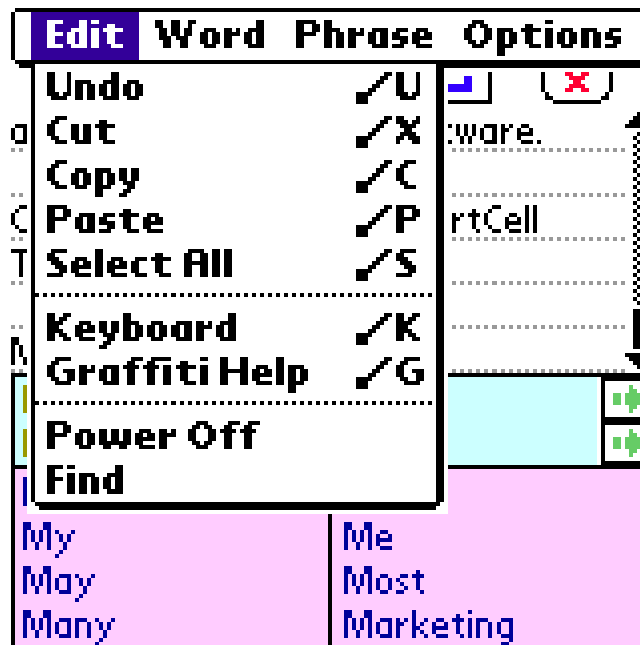 Edit Word Phrase Options
Undo U
Cut X
tware.
Copy C
Paste P
rtCell
Select All S
Keyboard K
Graffiti Help G
Power Off
Find
My Me
May Most
Many Marketing